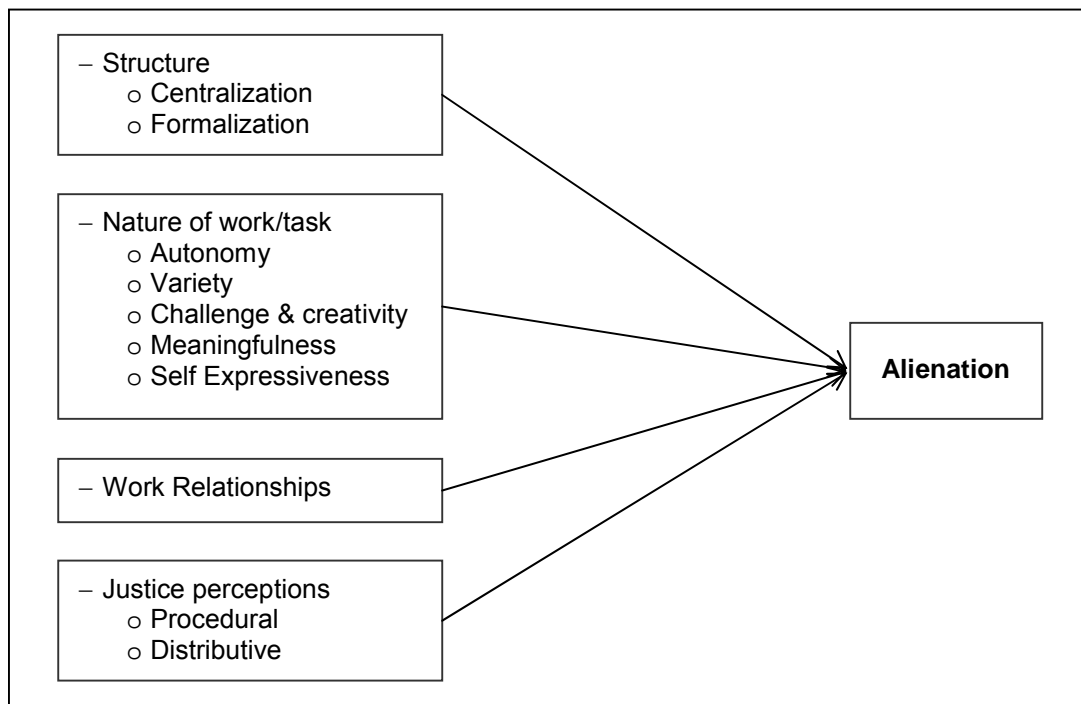 – Structure
o Centralization
o Formalization
– Nature of work/task
o Autonomy
o Variety
o Challenge & creativity
o Meaningfulness
o Self Expressiveness
– Work Relationships
– Justice perceptions
o Procedural
o Distributive
Alienation